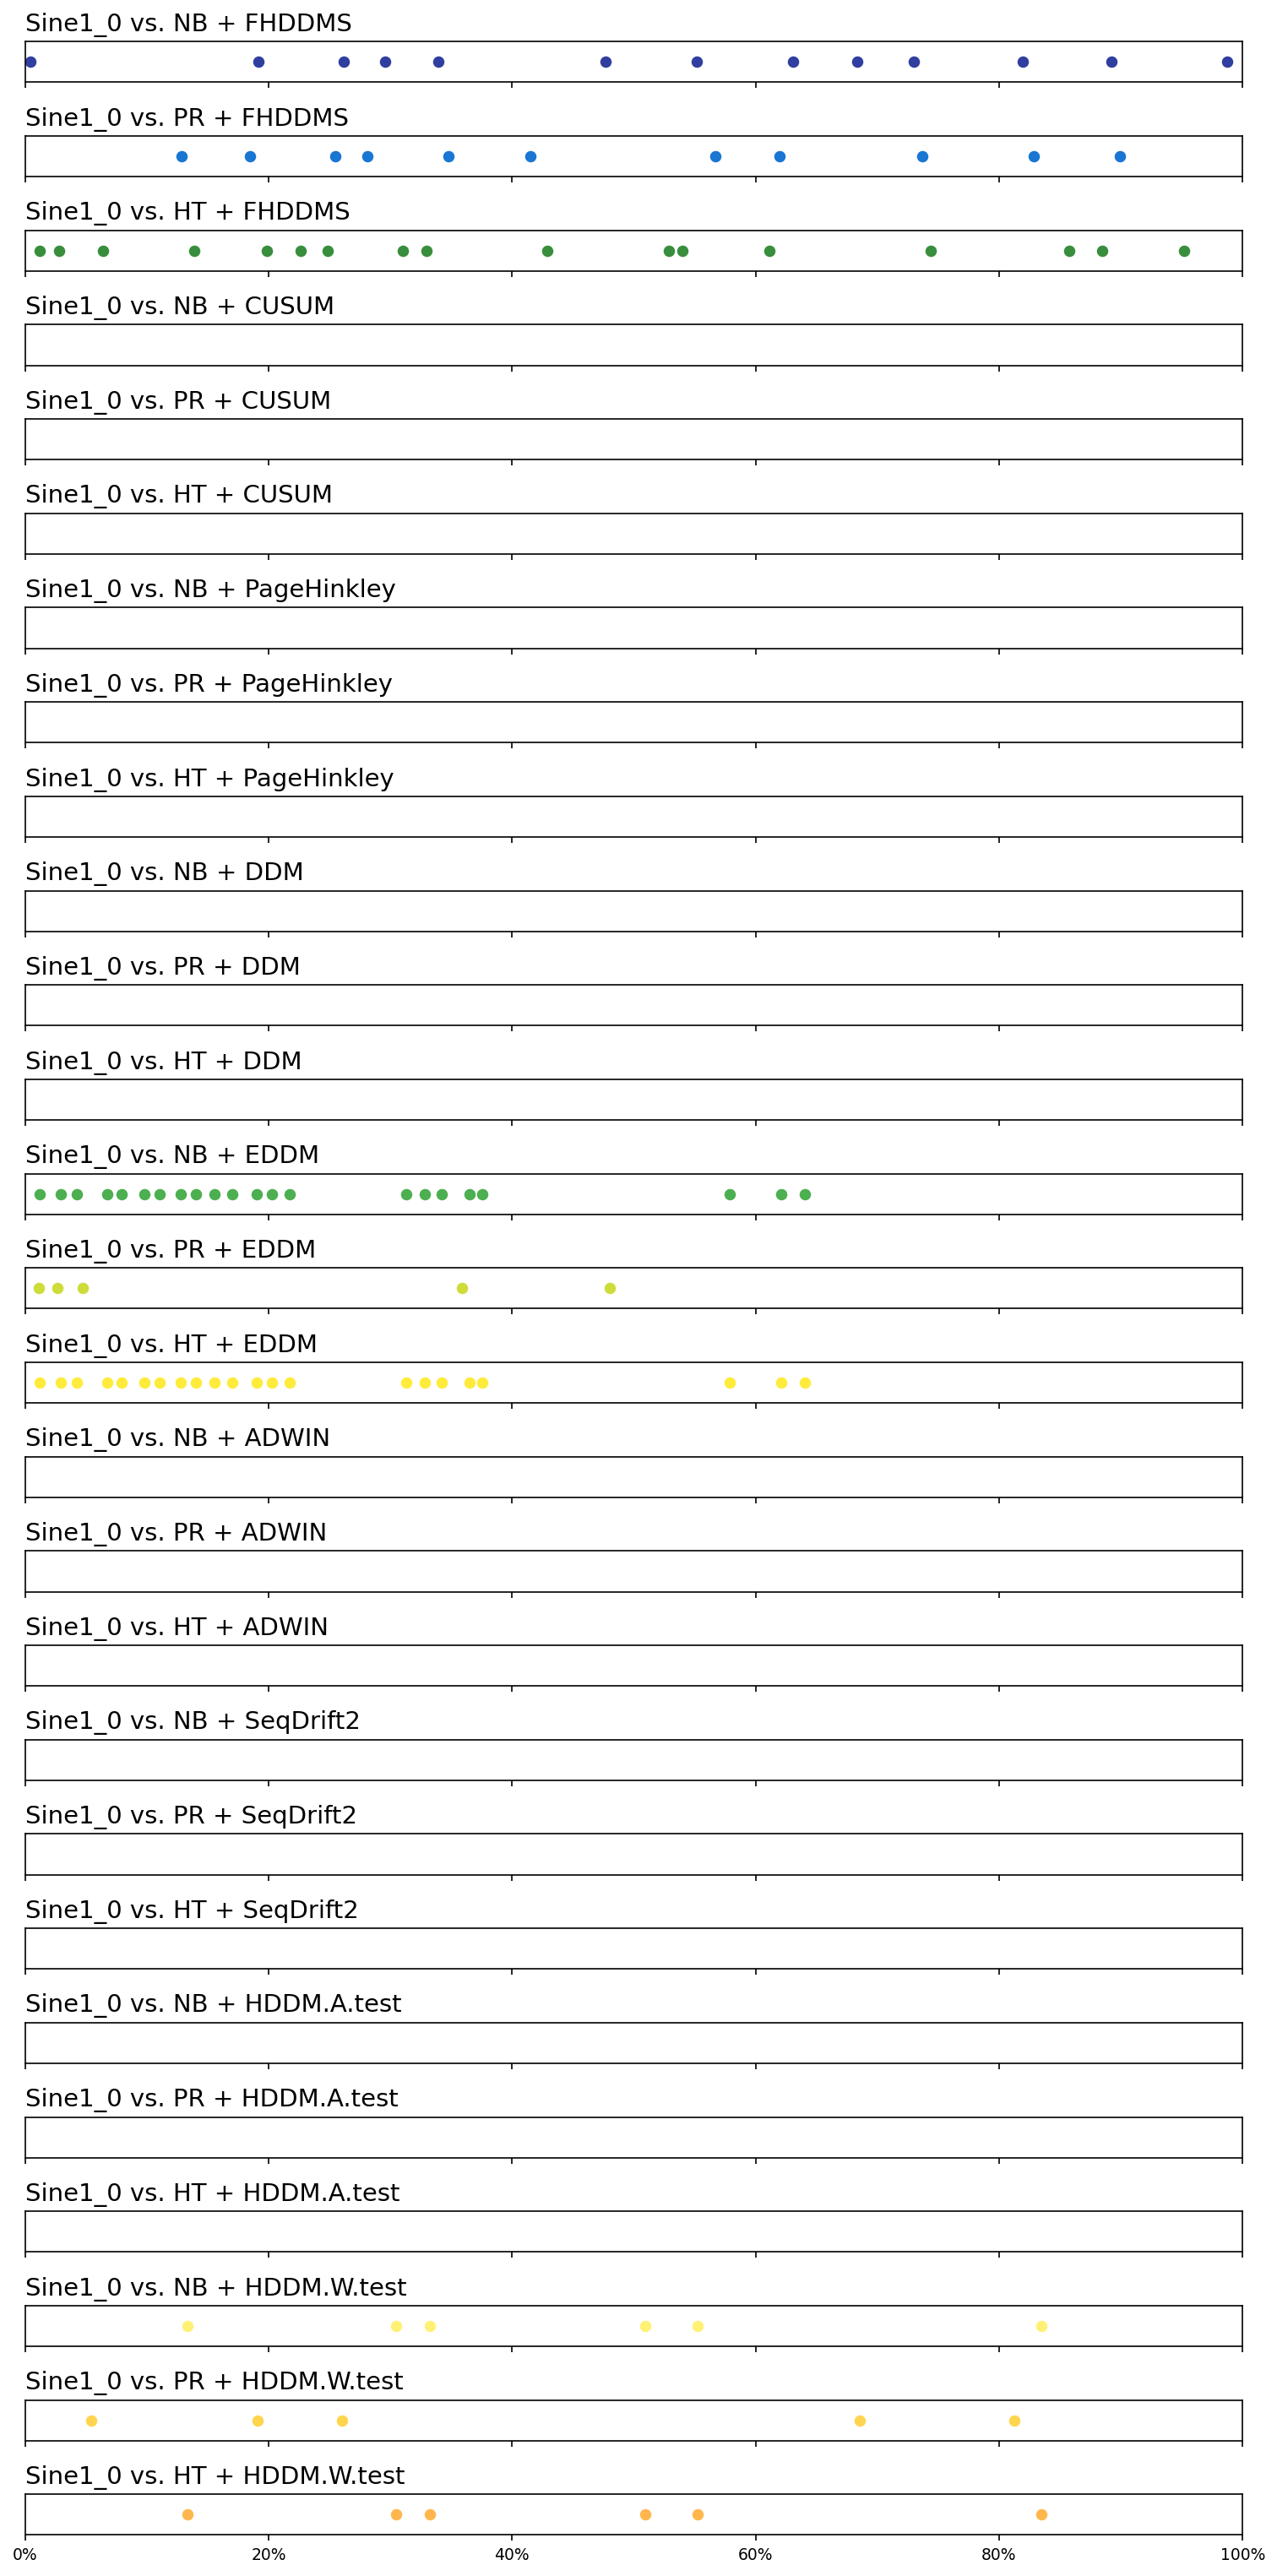 Sine1_0 vs. NB + FHDDMS
Sine1_0 vs. PR + FHDDMS
Sine1_0 vs. HT + FHDDMS
Sine1_0 vs. NB + CUSUM
Sine1_0 vs. PR + CUSUM
Sine1_0 vs. HT + CUSUM
Sine1_0 vs. NB + PageHinkley
Sine1_0 vs. PR + PageHinkley
Sine1_0 vs. HT + PageHinkley
Sine1_0 vs. NB + DDM
Sine1_0 vs. PR + DDM
Sine1_0 vs. HT + DDM
Sine1_0 vs. NB + EDDM
Sine1_0 vs. PR + EDDM
Sine1_0 vs. HT + EDDM
Sine1_0 vs. NB + ADWIN
Sine1_0 vs. PR + ADWIN
Sine1_0 vs. HT + ADWIN
Sine1_0 vs. NB + SeqDrift2
Sine1_0 vs. PR + SeqDrift2
Sine1_0 vs. HT + SeqDrift2
Sine1_0 vs. NB + HDDM.A.test
Sine1_0 vs. PR + HDDM.A.test
Sine1_0 vs. HT + HDDM.A.test
Sine1_0 vs. NB + HDDM.W.test
Sine1_0 vs. PR + HDDM.W.test
Sine1_0 vs. HT + HDDM.W.test
0% 20% 40% 60% 80% 100%